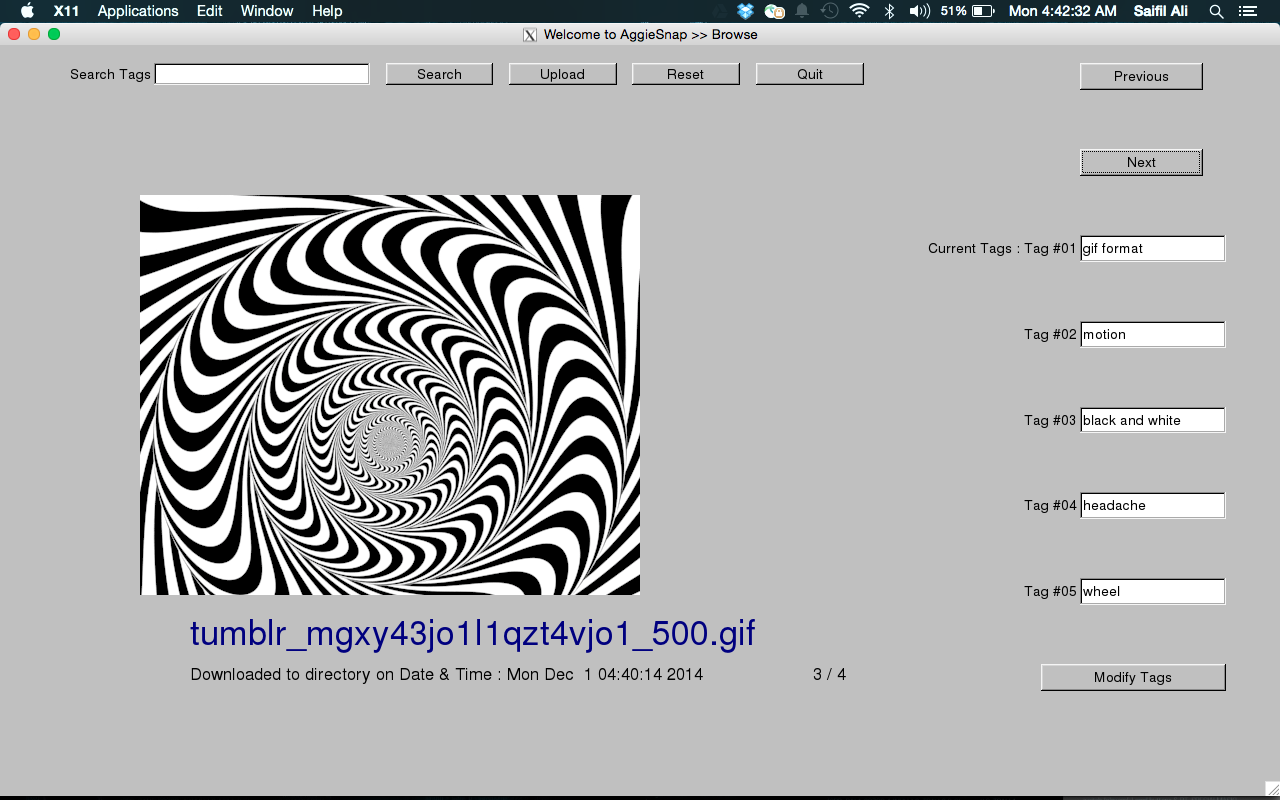 X11 Applications Edit Window Help 51% Mon 4:42:32 AM Saifil Ali
Welcome to AggieSnap >> Browse
Search Tags Search Upload Reset Quit Previous
Next
Current Tags : Tag #01 gif format
Tag #02 motion
Tag #03 black and white
Tag #04 headache
Tag #05 wheel
tumblr_mgxy43jo1l1qzt4vjo1_500.gif
Downloaded to directory on Date & Time : Mon Dec 1 04:40:14 2014 3 / 4
Modify Tags